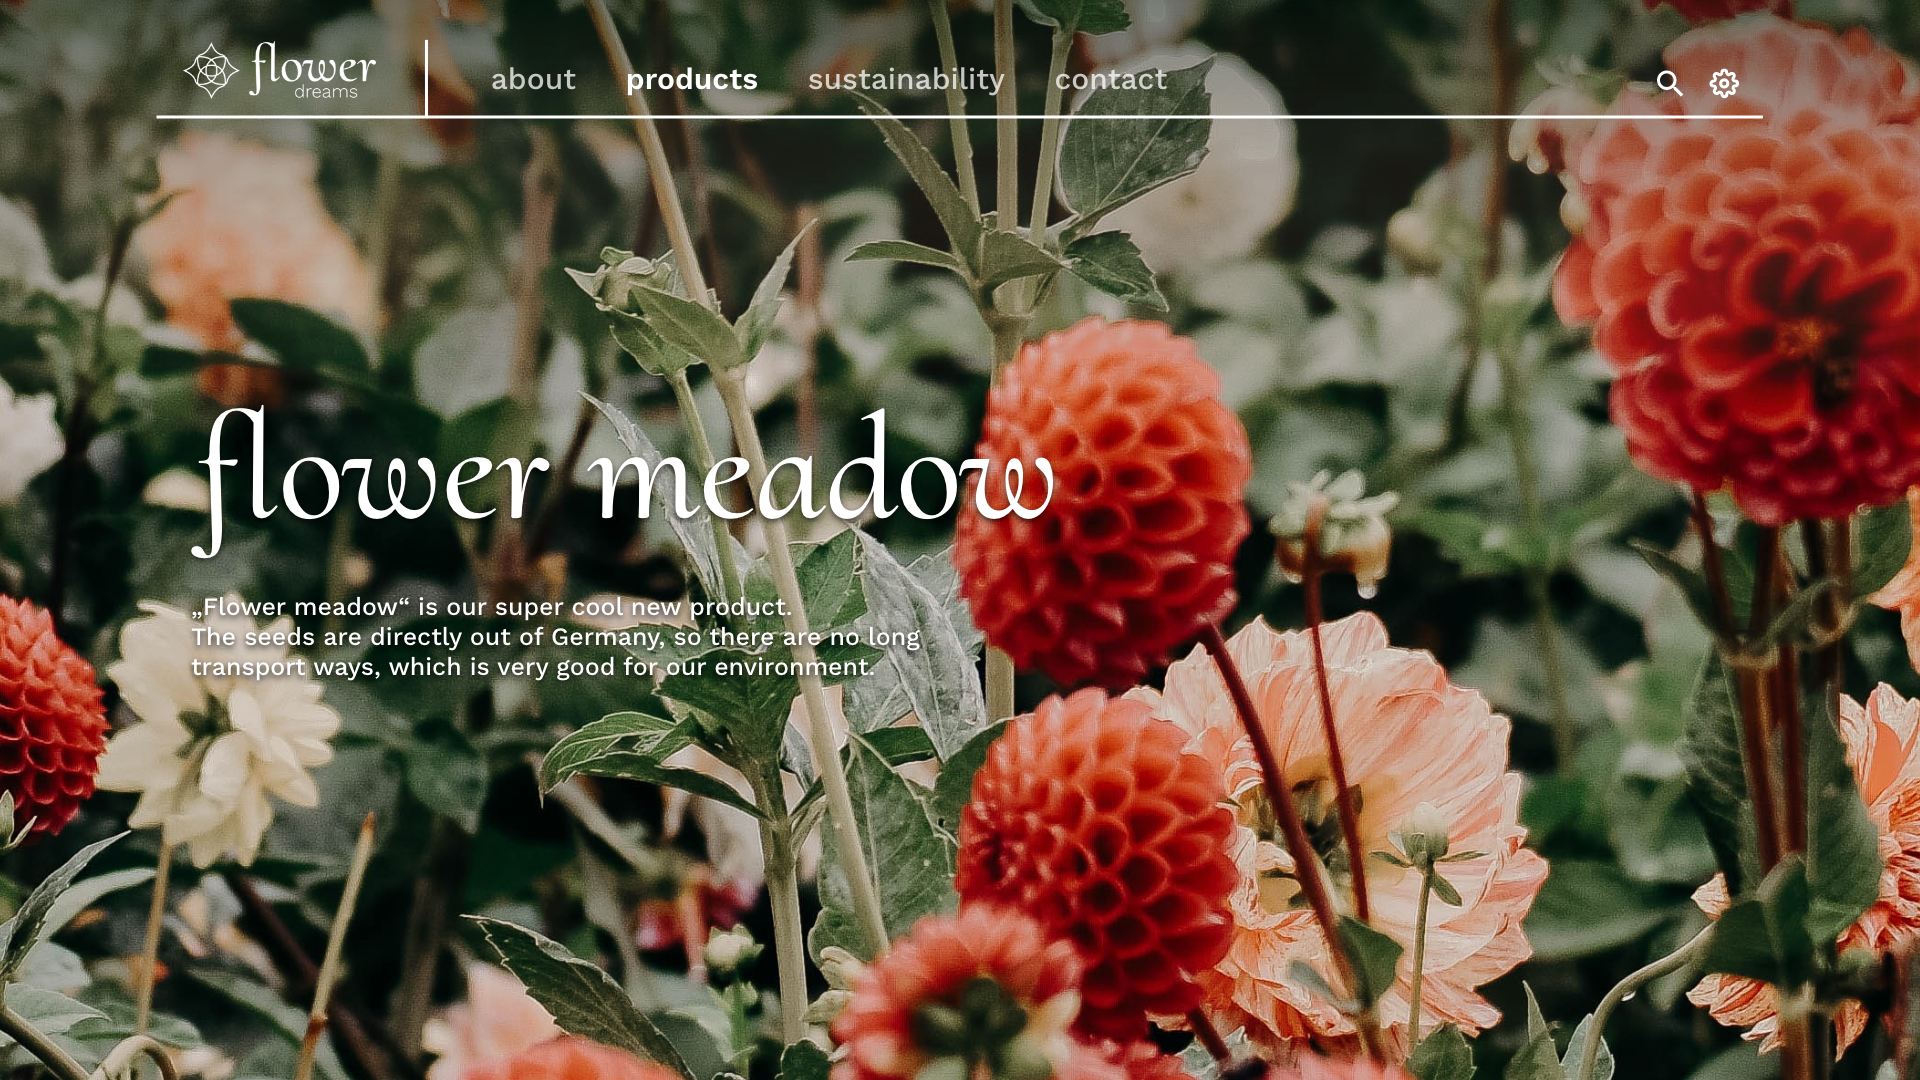 flower
dreams
about products sustainability contact
flower meadow
„Flower meadow“ is our super cool new product.
The seeds are directly out of Germany, so there are no long
transport ways, which is very good for our environment.